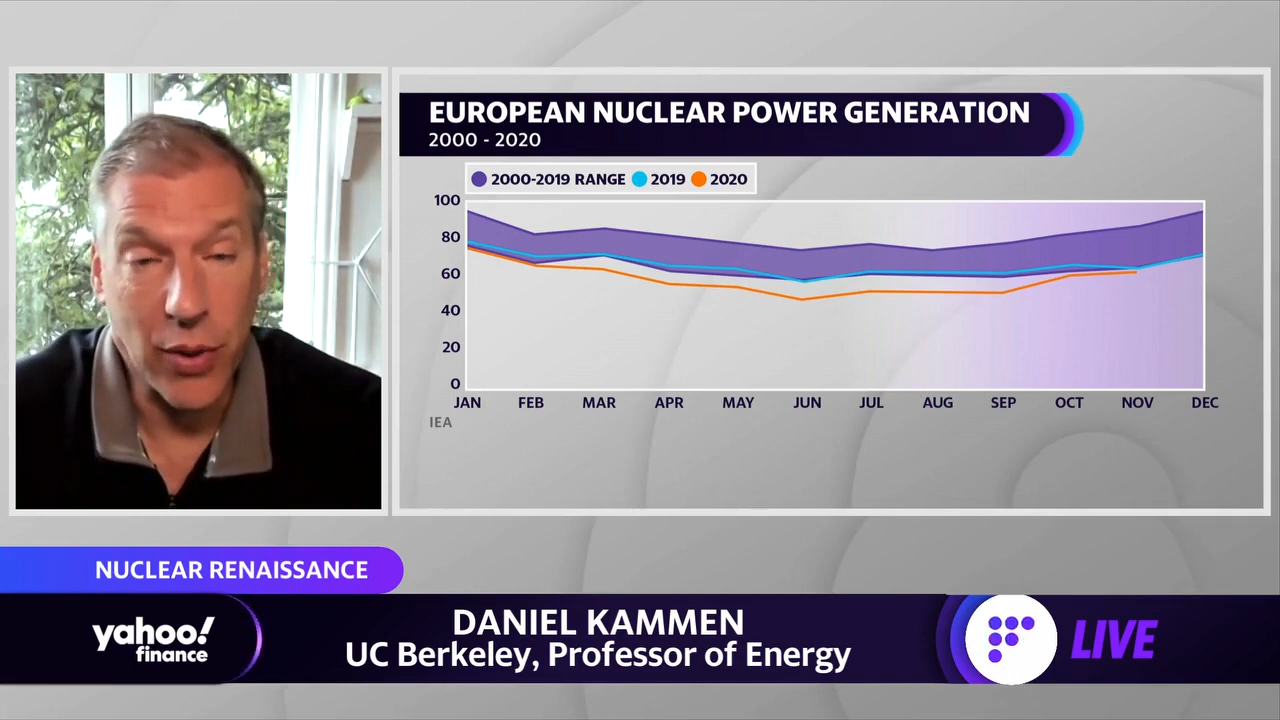 EUROPEAN NUCLEAR POWER GENERATION
2000 - 2020
2000-2019 RANGE 2019 2020
100
80
60
40
20
0
JAN FEB MAR APR MAY JUN JUL AUG SEP OCT NOV DEC
IEA
NUCLEAR RENAISSANCE
yahoo!
finance
DANIEL KAMMEN
UC Berkeley, Professor of Energy
LIVE